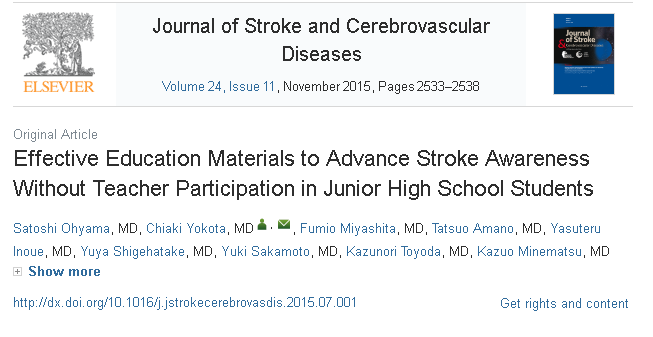 Journal of Stroke and Cerebrovascular
Diseases
Volume 24, Issue 11, November 2015, Pages 2533–2538
ELSEVIER
Journal of Stroke
& Cerebrovascular Diseases
Original Article
Effective Education Materials to Advance Stroke Awareness
Without Teacher Participation in Junior High School Students
Satoshi Ohyama, MD, Chiaki Yokota, MD, Fumio Miyashita, MD, Tatsuo Amano, MD, Yasuteru
Inoue, MD, Yuya Shigehatake, MD, Yuki Sakamoto, MD, Kazunori Toyoda, MD, Kazuo Minematsu, MD
Show more
http://dx.doi.org/10.1016/j.jstrokecerebrovasdis.2015.07.001
Get rights and content